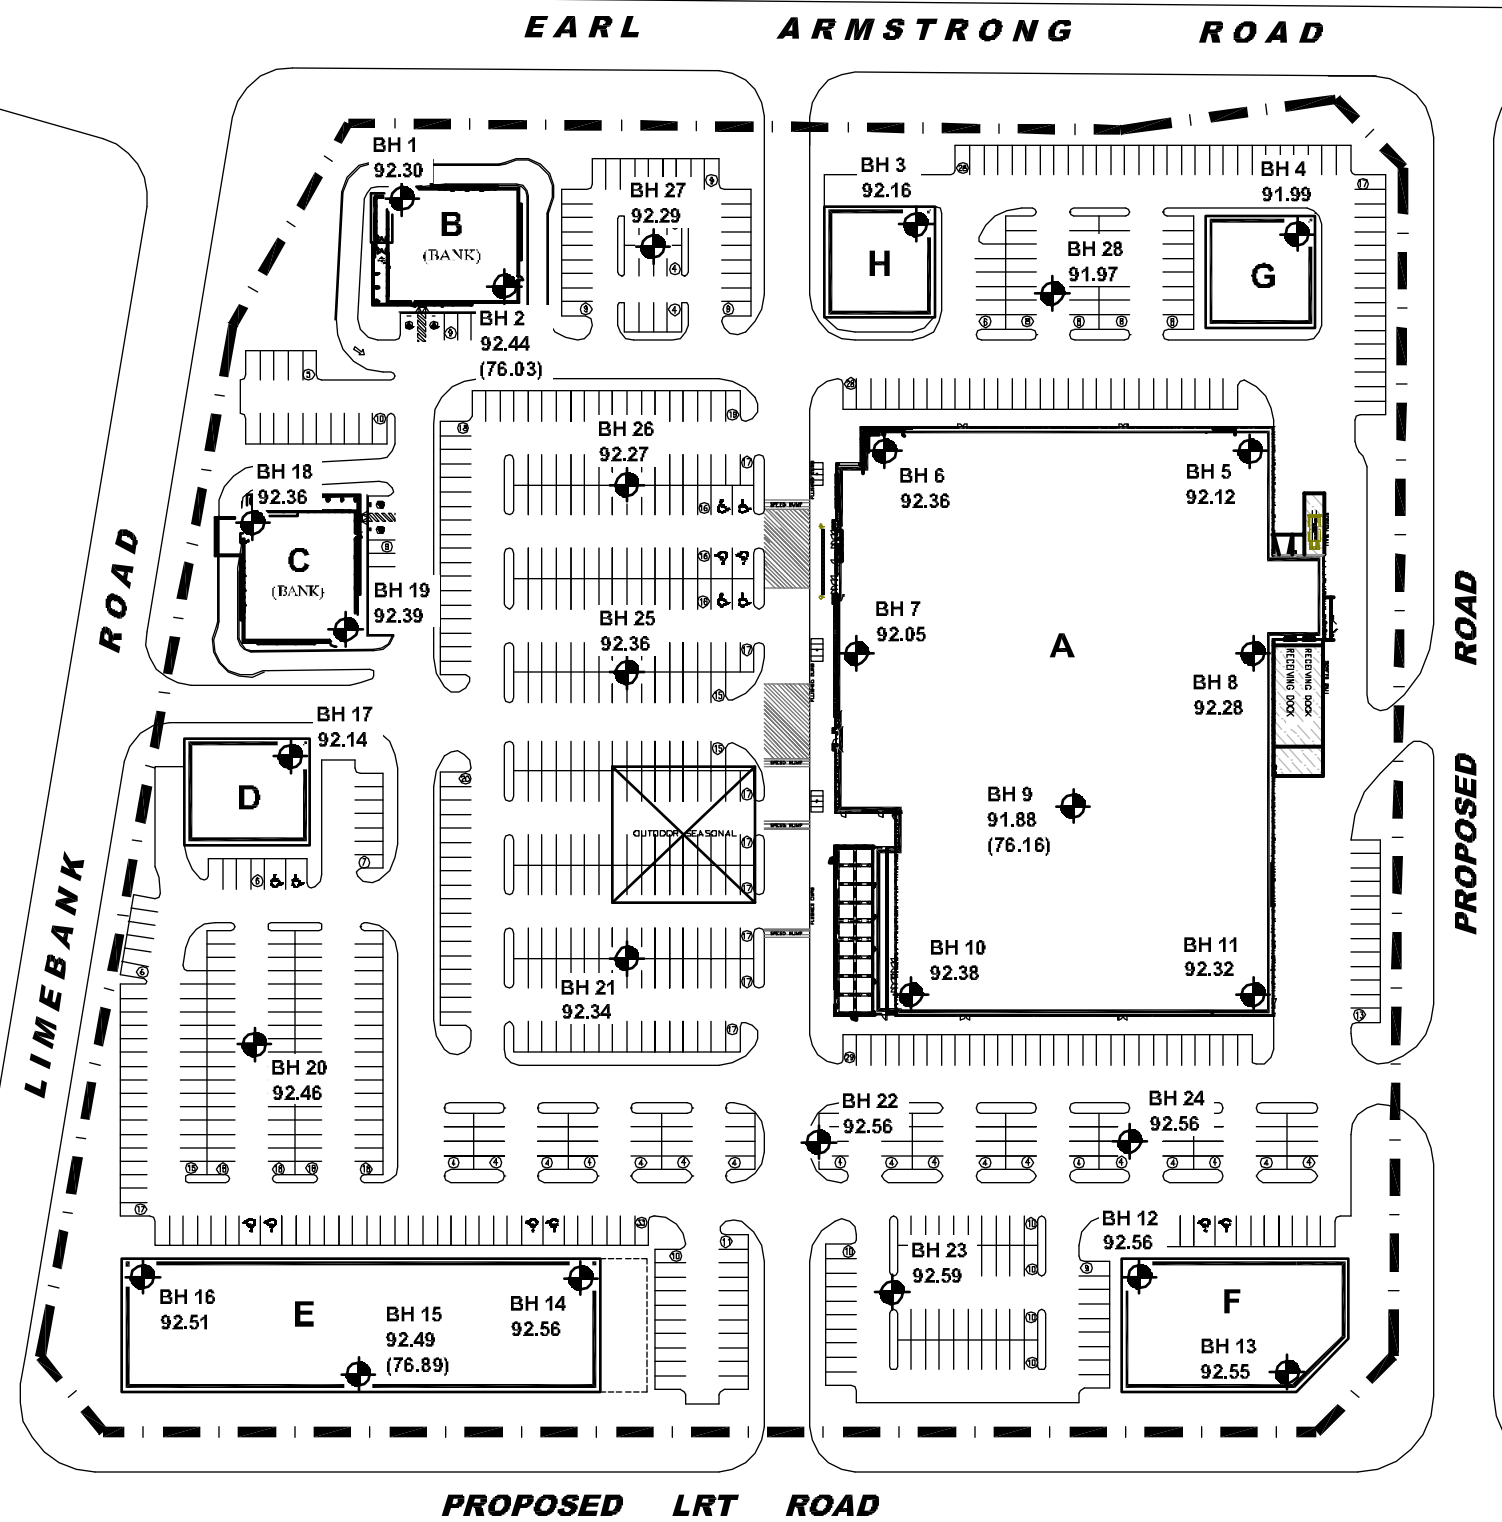 EARL ARMSTRONG ROAD
BH 1
92.30
B
(BANK)
BH 2
92.44
(76.03)
BH 27
92.29
BH 3
92.16
H
BH 28
91.97
BH 4
91.99
G
BH 26
92.27
BH 6
92.36
BH 5
92.12
BH 18
92.36
C
(BANK)
BH 19
92.39
BH 25
92.36
BH 7
92.05
A
BH 8
92.28
RECEIVING DOCK
RECEIVING DOCK
BH 17
92.14
D
OUTDOOR SEASONAL
BH 9
91.88
(76.16)
BH 10
92.38
BH 11
92.32
BH 21
92.34
BH 20
92.46
BH 22
92.56
BH 24
92.56
BH 12
92.56
BH 23
92.59
BH 16
92.51
E
BH 15
92.49
(76.89)
BH 14
92.56
F
BH 13
92.55
LIMEBANK ROAD
PROPOSED ROAD
PROPOSED LRT ROAD